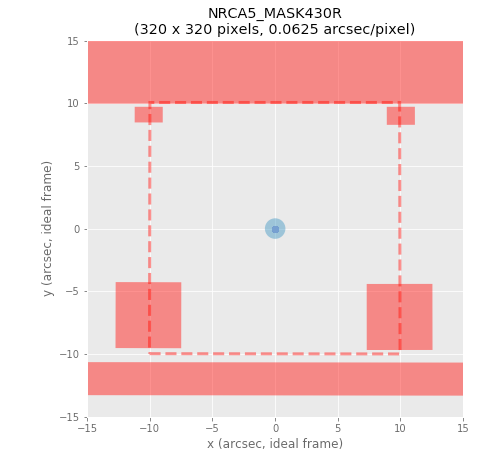 NRCA5_MASK430R
(320 x 320 pixels, 0.0625 arcsec/pixel)
15
10
5
0
−5
−10
−15
y (arcsec, ideal frame)
−15 −10 −5 0 5 10 15
x (arcsec, ideal frame)